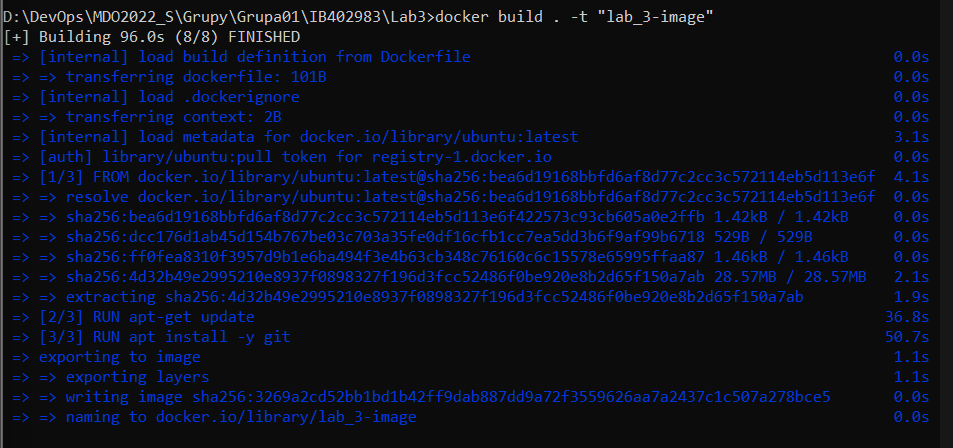 D:\DevOps\MDO2022_S\Grupy\Grupa01\IB402983\Lab3>docker build . -t "lab_3-image"
[+] Building 96.0s (8/8) FINISHED
=> [internal] load build definition from Dockerfile 0.0s
=> => transferring dockerfile: 101B 0.0s
=> [internal] load .dockerignore 0.0s
=> => transferring context: 2B 0.0s
=> [internal] load metadata for docker.io/library/ubuntu:latest 3.1s
=> [auth] library/ubuntu:pull token for registry-1.docker.io 0.0s
=> [1/3] FROM docker.io/library/ubuntu:latest@sha256:bea6d19168bbfd6af8d77c2cc3c572114eb5d113e6f 4.1s
=> => resolve docker.io/library/ubuntu:latest@sha256:bea6d19168bbfd6af8d77c2cc3c572114eb5d113e6f 0.0s
=> => sha256:bea6d19168bbfd6af8d77c2cc3c572114eb5d113e6f422573c93cb605a0e2ffb 1.42kB / 1.42kB 0.0s
=> => sha256:dcc176d1ab45d154b767be03c703a35fe0df16cfb1cc7ea5dd3b6f9af99b6718 529B / 529B 0.0s
=> => sha256:ff0fea8310f3957d9b1e6ba494f3e4b63cb348c76160c6c15578e65995ffaa87 1.46kB / 1.46kB 0.0s
=> => sha256:4d32b49e2995210e8937f0898327f196d3fcc52486f0be920e8b2d65f150a7ab 28.57MB / 28.57MB 2.1s
=> => extracting sha256:4d32b49e2995210e8937f0898327f196d3fcc52486f0be920e8b2d65f150a7ab 1.9s
=> [2/3] RUN apt-get update 36.8s
=> [3/3] RUN apt install -y git 50.7s
=> exporting to image 1.1s
=> => exporting layers 1.1s
=> => writing image sha256:3269a2cd52bb1bd1b42ff9dab887dd9a72f3559626aa7a2437c1c507a278bce5 0.0s
=> => naming to docker.io/library/lab_3-image 0.0s